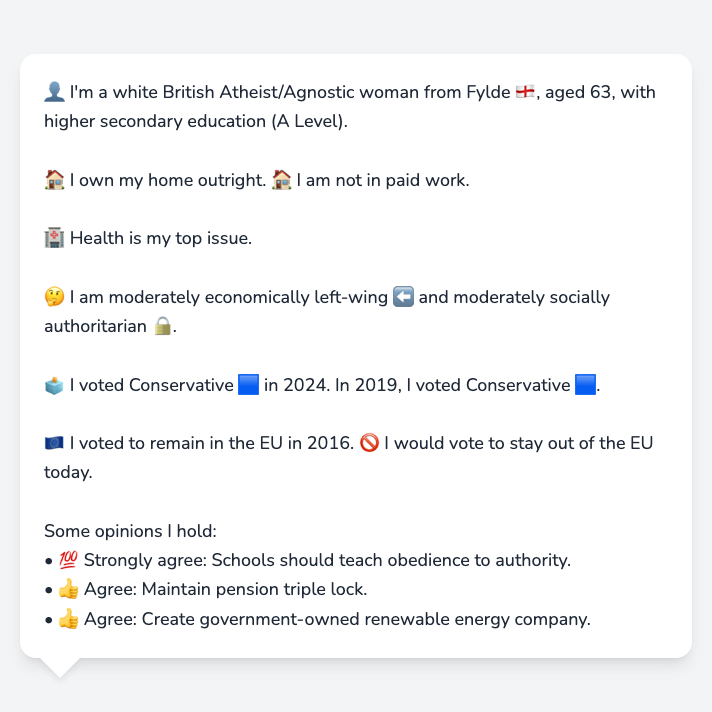 👤 I'm a white British Atheist/Agnostic woman from Fylde 🏴󠁧󠁢󠁥󠁮󠁧󠁿, aged 63, with
higher secondary education (A Level).
🏠 I own my home outright. 🏠 I am not in paid work.
🏥 Health is my top issue.
🤔 I am moderately economically left-wing ⬅️ and moderately socially
authoritarian 🔒.
🗳️ I voted Conservative 🟦 in 2024. In 2019, I voted Conservative 🟦.
🇪🇺 I voted to remain in the EU in 2016. 🚫 I would vote to stay out of the EU
today.
Some opinions I hold:
• 💯 Strongly agree: Schools should teach obedience to authority.
• 👍 Agree: Maintain pension triple lock.
• 👍 Agree: Create government-owned renewable energy company.